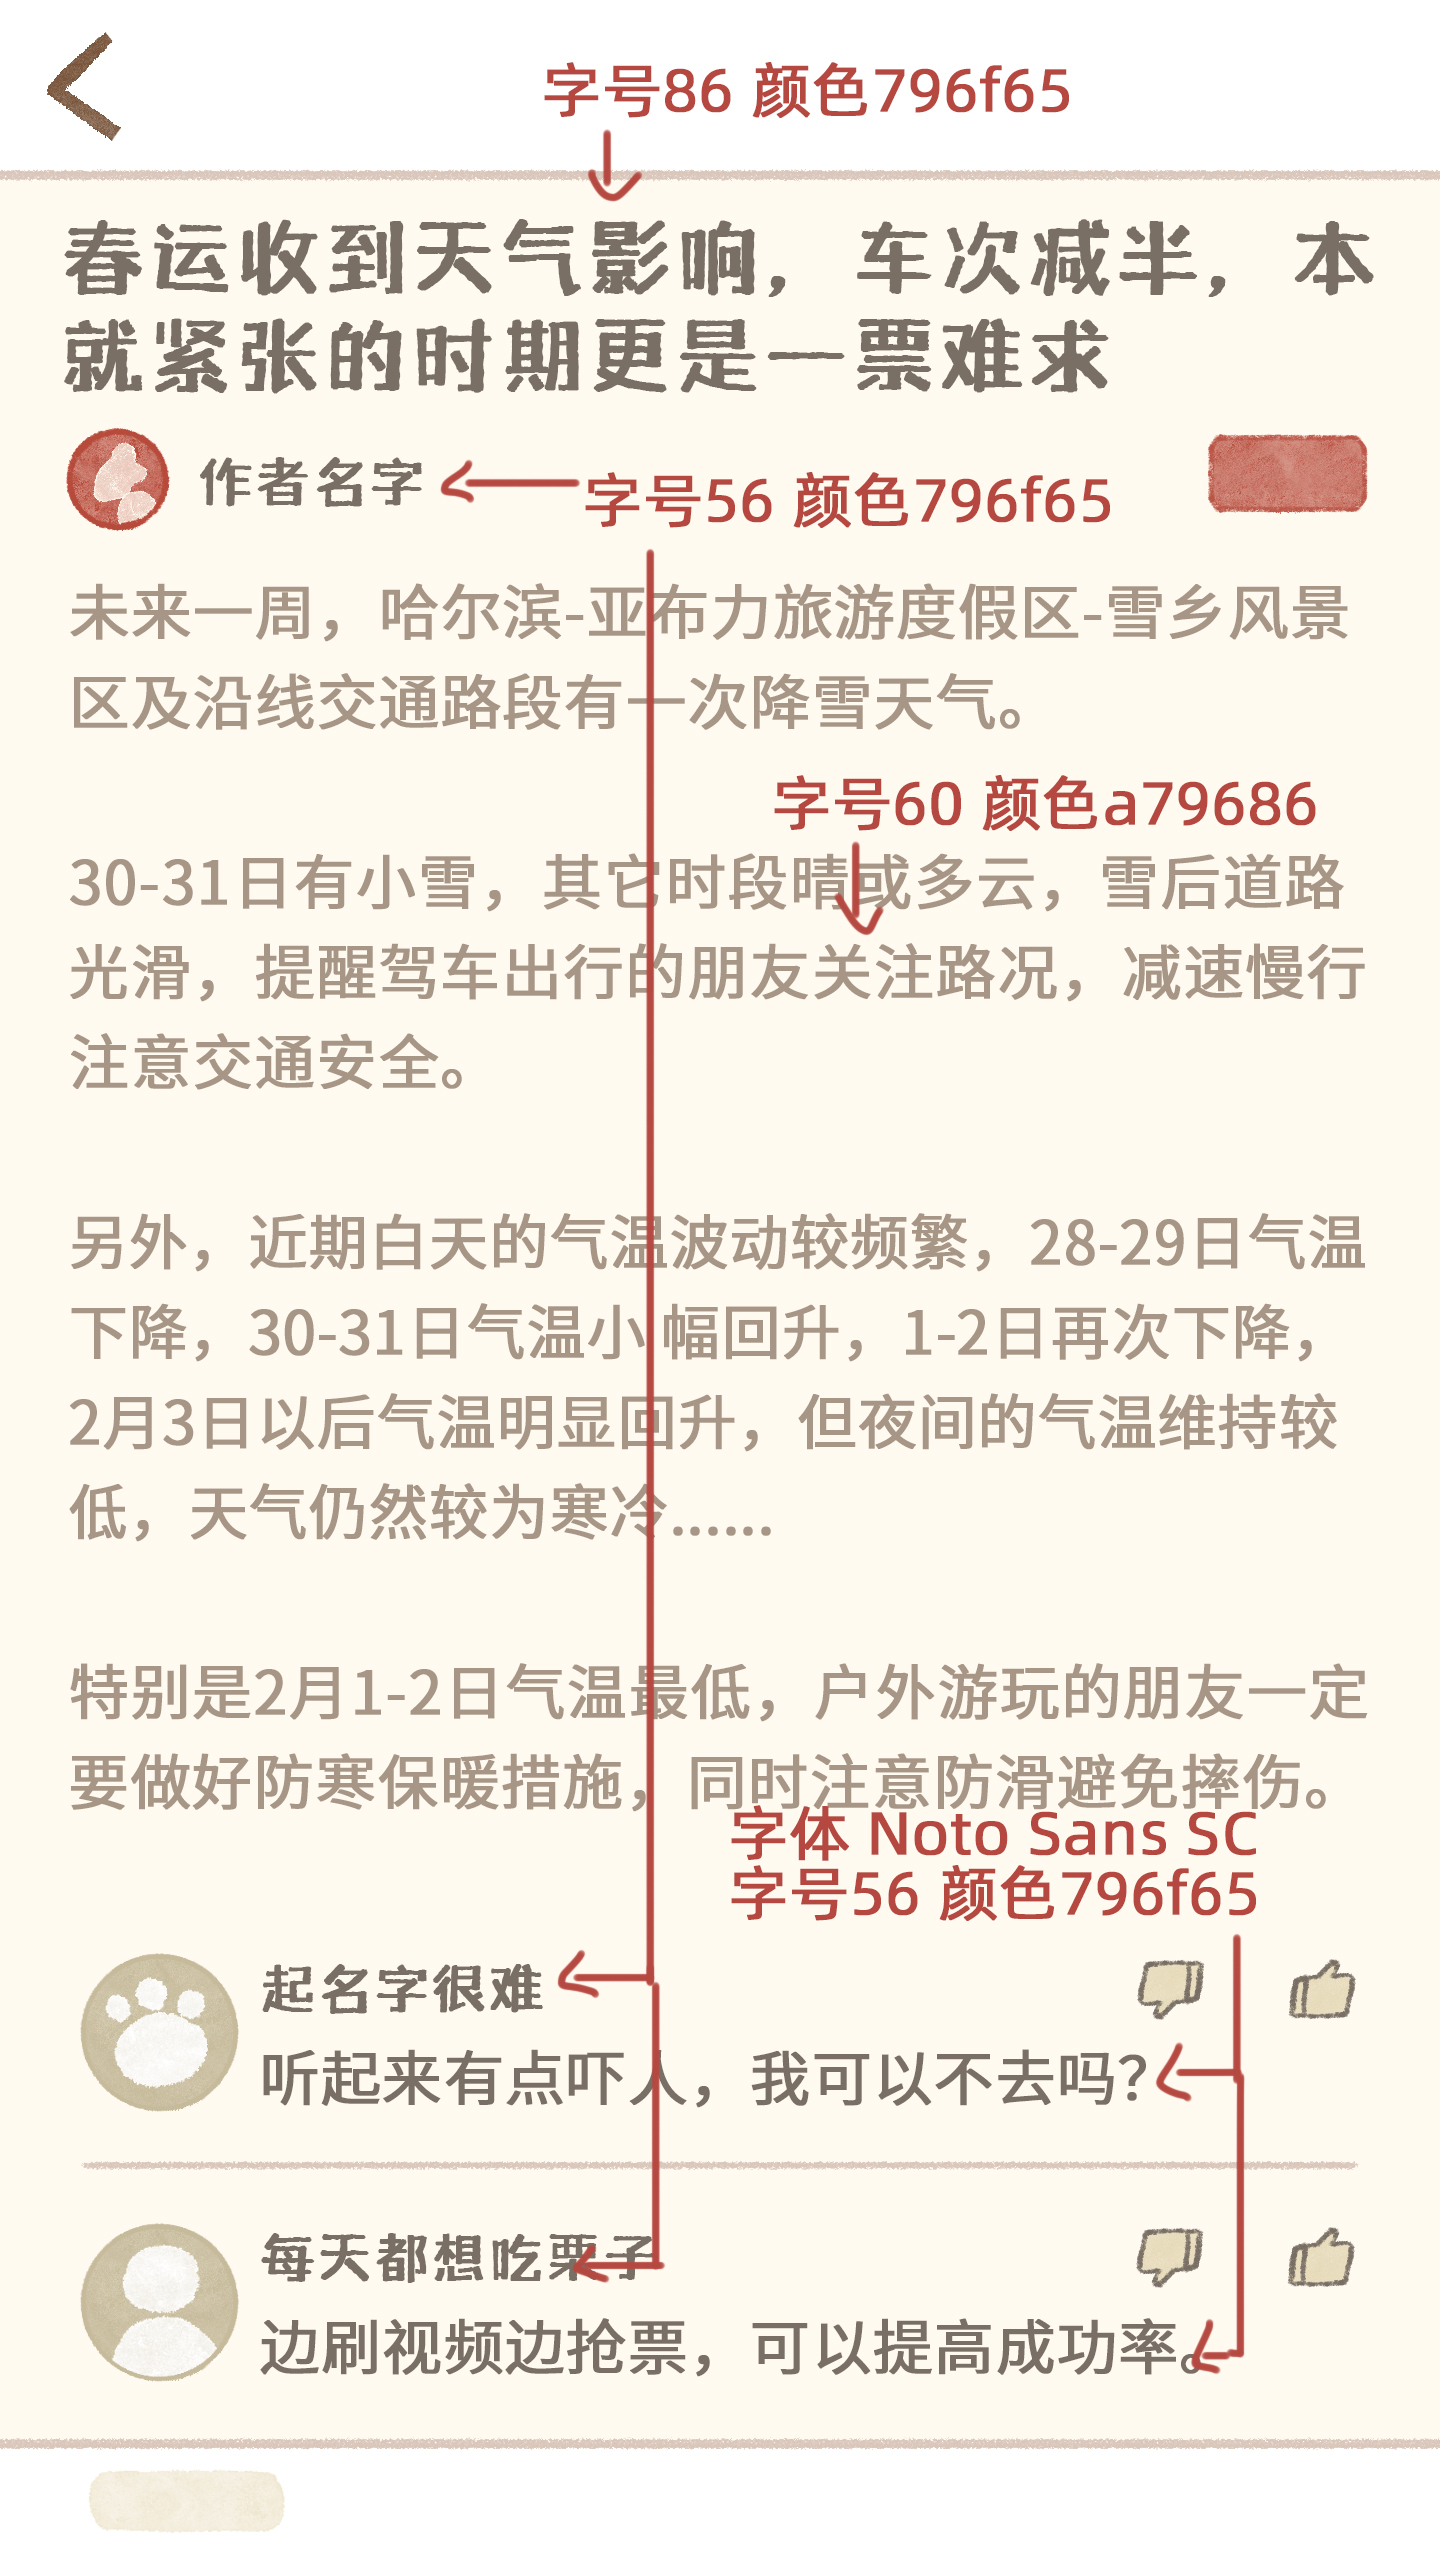 字号86 颜色796f65
春运收到天气影响，车次减半，本
就紧张的时期更是一票难求
作者名字
字号56 颜色796f65
未来一周，哈尔滨-亚布力旅游度假区-雪乡风景
区及沿线交通路段有一次降雪天气。
字号60 颜色a79686
30-31日有小雪，其它时段晴或多云，雪后道路
光滑，提醒驾车出行的朋友关注路况，减速慢行
注意交通安全。
另外，近期白天的气温波动较频繁，28-29日气温
下降，30-31日气温小 幅回升，1-2日再次下降，
2月3日以后气温明显回升，但夜间的气温维持较
低，天气仍然较为寒冷......
特别是2月1-2日气温最低，户外游玩的朋友一定
要做好防寒保暖措施，同时注意防滑避免摔伤。
字体 Noto Sans SC
字号56 颜色796f65
起名字很难
听起来有点吓人，我可以不去吗？
每天都想吃栗子
边刷视频边抢票，可以提高成功率。